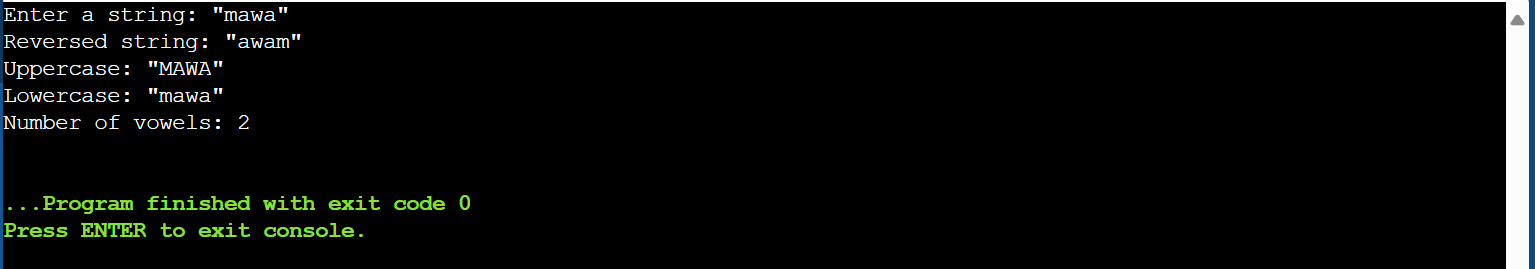 Enter a string: "mawa"
Reversed string: "awam"
Uppercase: "MAWA"
Lowercase: "mawa"
Number of vowels: 2
...Program finished with exit code 0
Press ENTER to exit console.